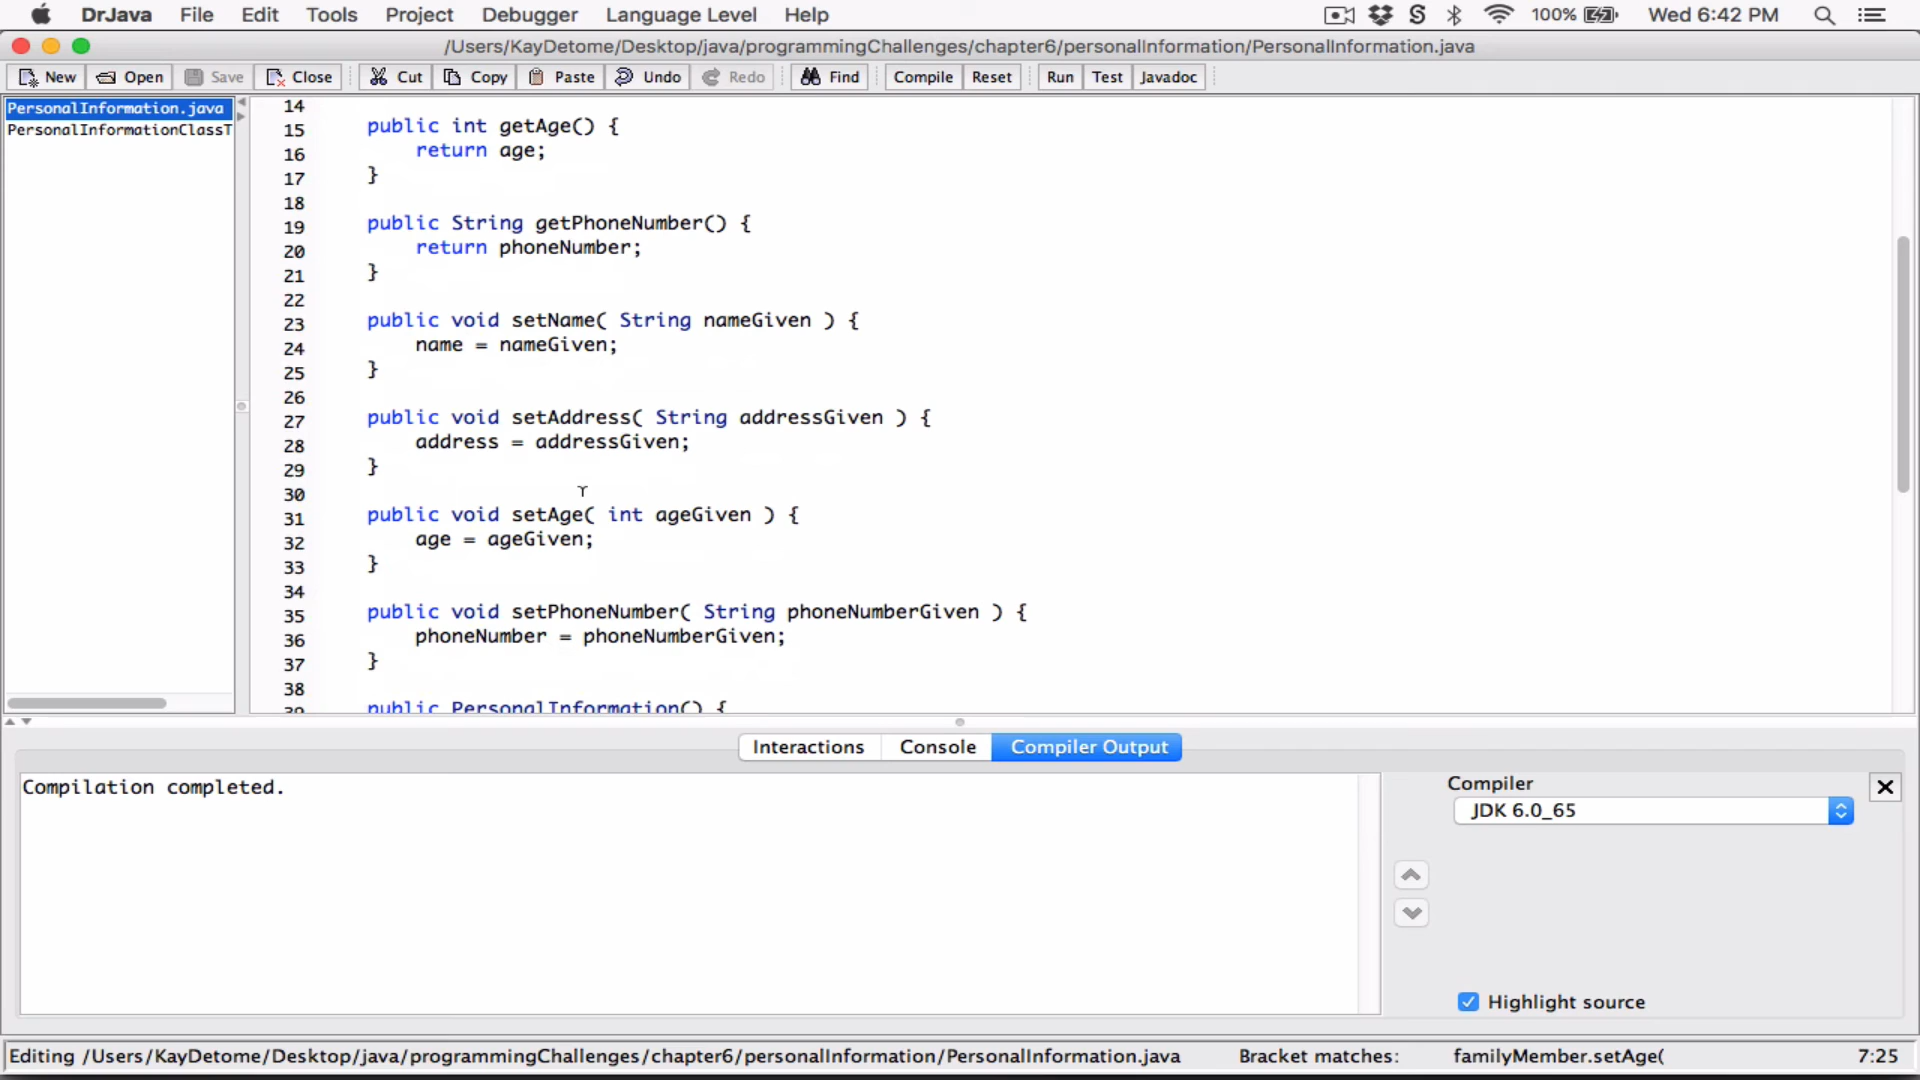 DrJava File Edit Tools Project Debugger Language Level Help 100% Wed 6:42 PM
/Users/KayDetome/Desktop/java/programmingChallenges/chapter6/personalInformation/PersonalInformation.java
New Open Save Close Cut Copy Paste Undo Redo Find Compile Reset Run Test Javadoc
PersonalInformation.java
PersonalInformationClassT
14
15 public int getAge() {
16 return age;
17 }
18
19 public String getPhoneNumber() {
20 return phoneNumber;
21 }
22
23 public void setName( String nameGiven ) {
24 name = nameGiven;
25 }
26
27 public void setAddress( String addressGiven ) {
28 address = addressGiven;
29 }
30
31 public void setAge( int ageGiven ) {
32 age = ageGiven;
33 }
34
35 public void setPhoneNumber( String phoneNumberGiven ) {
36 phoneNumber = phoneNumberGiven;
37 }
38
39 public PersonalInformation() {
Interactions Console Compiler Output
Compilation completed.
Compiler
JDK 6.0_65
Highlight source
Editing /Users/KayDetome/Desktop/java/programmingChallenges/chapter6/personalInformation/PersonalInformation.java Bracket matches: familyMember.setAge( 7:25